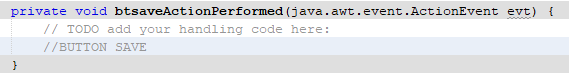 private void btsaveActionPerformed(java.awt.event.ActionEvent evt) {
// TODO add your handling code here:
//BUTTON SAVE
}